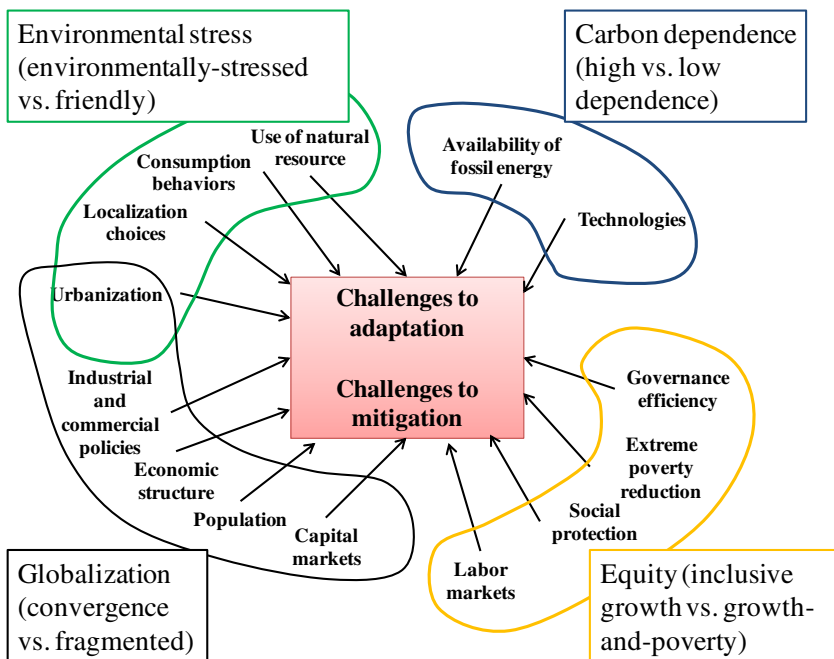 Environmental stress
(environmentally-stressed
vs. friendly)
Carbon dependence
(high vs. low
dependence)
Use of natural
resource
Consumption
behaviors
Localization
choices
Urbanization
Availability of
fossil energy
Technologies
Challenges to
adaptation
Challenges to
mitigation
Industrial
and
commercial
policies
Economic
structure
Population
Capital
markets
Governance
efficiency
Extreme
poverty
reduction
Social
protection
Labor
markets
Globalization
(convergence
vs. fragmented)
Equity (inclusive
growth vs. growth-
and-poverty)